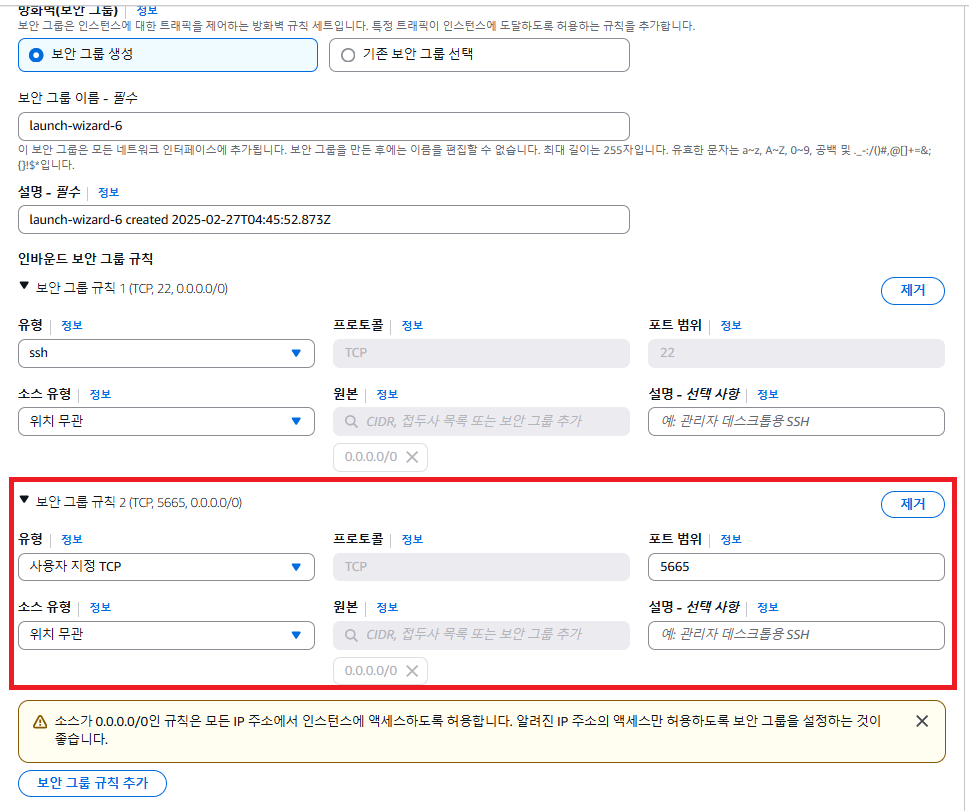 방화벽(보안 그룹) 정보
보안 그룹은 인스턴스에 대한 트래픽을 제어하는 방화벽 규칙 세트입니다. 특정 트래픽이 인스턴스에 도달하도록 허용하는 규칙을 추가합니다.
보안 그룹 생성 기존 보안 그룹 선택
보안 그룹 이름 - 필수
launch-wizard-6
이 보안 그룹은 모든 네트워크 인터페이스에 추가됩니다. 보안 그룹을 만든 후에는 이름을 편집할 수 없습니다. 최대 길이는 255자입니다. 유효한 문자는 a~z, A~Z, 0~9, 공백 및 ._-:/()#,@[]+=&;
{}!$*입니다.
설명 - 필수 정보
launch-wizard-6 created 2025-02-27T04:45:52.873Z
인바운드 보안 그룹 규칙
보안 그룹 규칙 1 (TCP, 22, 0.0.0.0/0) 제거
유형 정보 프로토콜 정보 포트 범위 정보
ssh TCP 22
소스 유형 정보 원본 정보 설명 - 선택 사항 정보
위치 무관 CIDR, 접두사 목록 또는 보안 그룹 추가 예: 관리자 데스크톱용 SSH
0.0.0.0/0
보안 그룹 규칙 2 (TCP, 5665, 0.0.0.0/0) 제거
유형 정보 프로토콜 정보 포트 범위 정보
사용자 지정 TCP TCP 5665
소스 유형 정보 원본 정보 설명 - 선택 사항 정보
위치 무관 CIDR, 접두사 목록 또는 보안 그룹 추가 예: 관리자 데스크톱용 SSH
0.0.0.0/0
소스가 0.0.0.0/0인 규칙은 모든 IP 주소에서 인스턴스에 액세스하도록 허용합니다. 알려진 IP 주소의 액세스만 허용하도록 보안 그룹을 설정하는 것이
좋습니다.
보안 그룹 규칙 추가